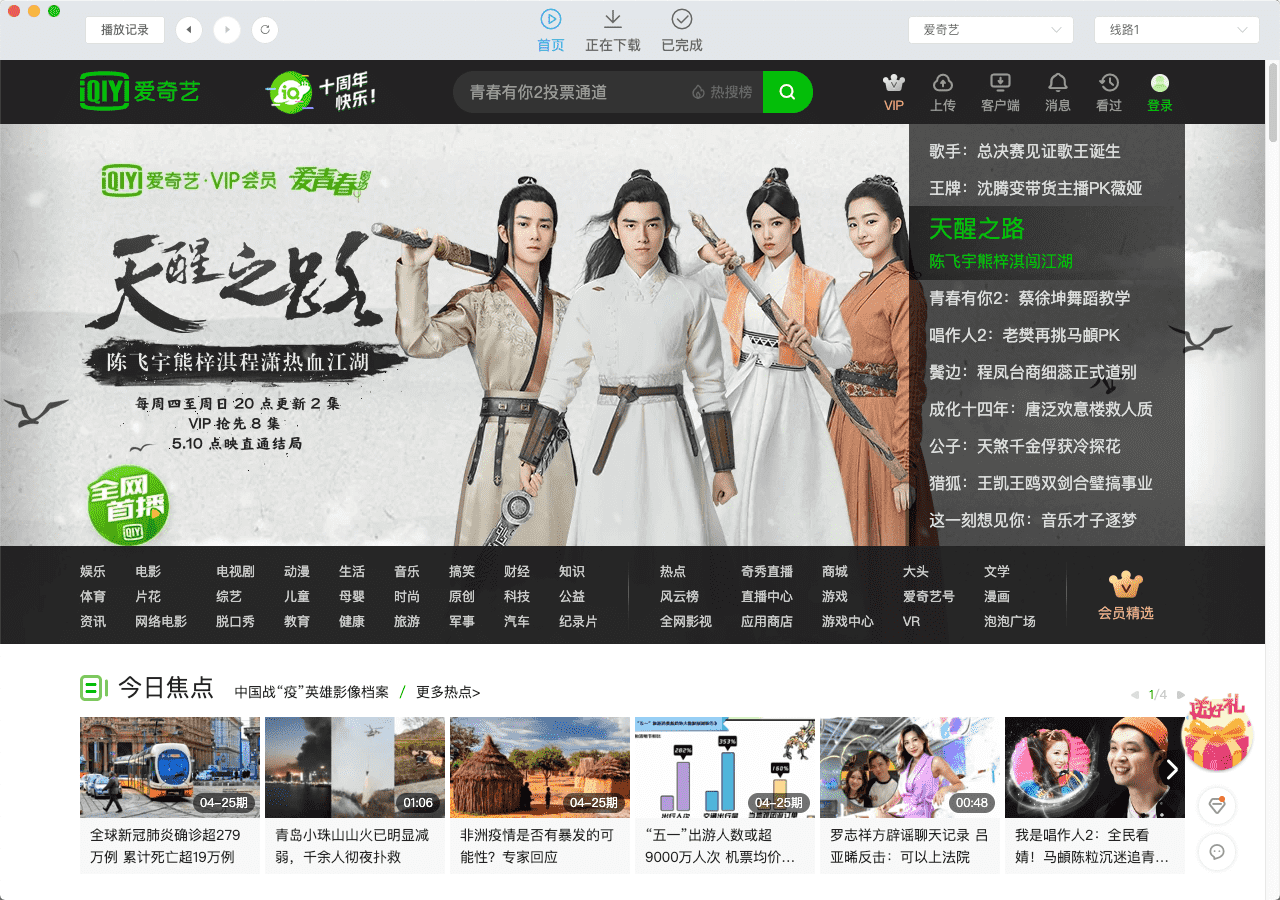 播放记录
首页
正在下载
已完成
爱奇艺
线路1
iQIYI 爱奇艺
iQ
十周年
快乐！
青春有你2投票通道
热搜榜
VIP
上传
客户端
消息
看过
登录
iQIYI 爱奇艺·VIP会员 爱青春
天醒之路
陈飞宇熊梓淇程潇热血江湖
每周四至周日 20 点更新 2 集
VIP 抢先 8 集
5.10 点映直通结局
全网
首播
iQIYI
歌手：总决赛见证歌王诞生
王牌：沈腾变带货主播PK薇娅
天醒之路
陈飞宇熊梓淇闯江湖
青春有你2：蔡徐坤舞蹈教学
唱作人2：老樊再挑马頔PK
鬓边：程凤台商细蕊正式道别
成化十四年：唐泛欢意楼救人质
公子：天煞千金俘获冷探花
猎狐：王凯王鸥双剑合璧搞事业
这一刻想见你：音乐才子逐梦
娱乐 电影 电视剧 动漫 生活 音乐 搞笑 财经 知识 热点 奇秀直播 商城 大头 文学
体育 片花 综艺 儿童 母婴 时尚 原创 科技 公益 风云榜 直播中心 游戏 爱奇艺号 漫画
资讯 网络电影 脱口秀 教育 健康 旅游 军事 汽车 纪录片 全网影视 应用商店 游戏中心 VR 泡泡广场
会员精选
今日焦点
中国战“疫”英雄影像档案 / 更多热点>
1/4
送好礼
04-25期
01:06
04-25期
282%
353%
160%
出行人次
04-25期
00:48
全球新冠肺炎确诊超279
万例 累计死亡超19万例
青岛小珠山山火已明显减
弱，千余人彻夜扑救
非洲疫情是否有暴发的可
能性？专家回应
“五一”出游人数或超
9000万人次 机票均价...
罗志祥方辟谣聊天记录 吕
亚晞反击：可以上法院
我是唱作人2：全民看
婧！马頔陈粒沉迷追青...